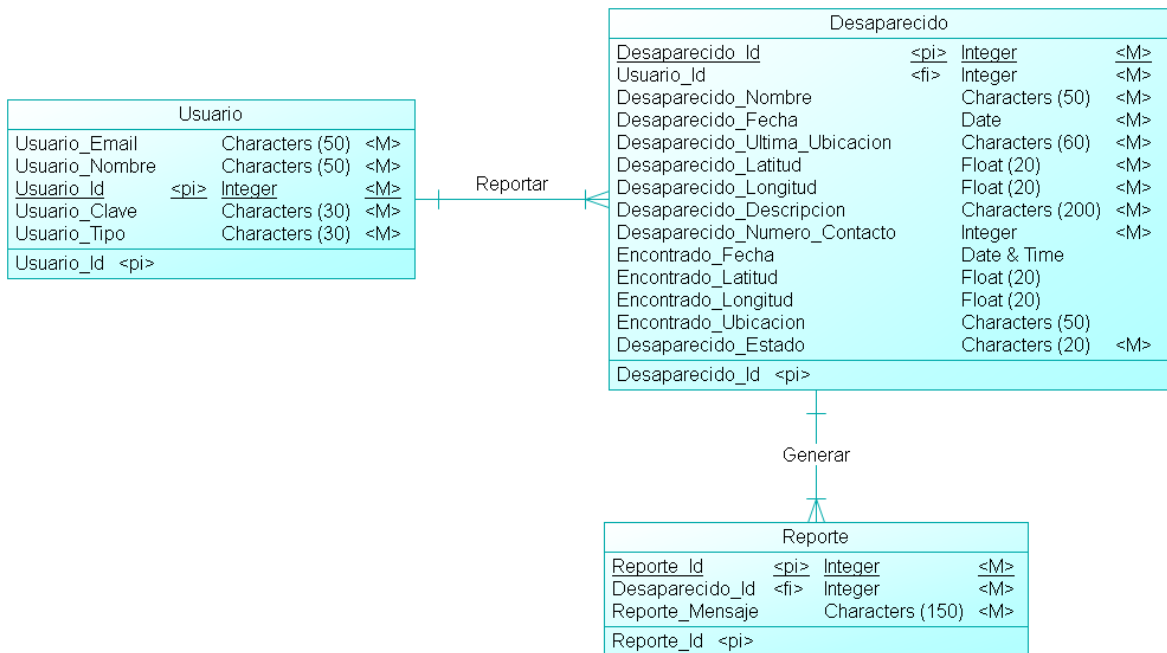 Usuario
Usuario_Email Characters (50) <M>
Usuario_Nombre Characters (50) <M>
Usuario_Id <pi> Integer <M>
Usuario_Clave Characters (30) <M>
Usuario_Tipo Characters (30) <M>
Usuario_Id <pi>
Reportar
Desaparecido
Desaparecido_Id <pi> Integer <M>
Usuario_Id <fi> Integer <M>
Desaparecido_Nombre Characters (50) <M>
Desaparecido_Fecha Date <M>
Desaparecido_Ultima_Ubicacion Characters (60) <M>
Desaparecido_Latitud Float (20) <M>
Desaparecido_Longitud Float (20) <M>
Desaparecido_Descripcion Characters (200) <M>
Desaparecido_Numero_Contacto Integer <M>
Encontrado_Fecha Date & Time
Encontrado_Latitud Float (20)
Encontrado_Longitud Float (20)
Encontrado_Ubicacion Characters (50)
Desaparecido_Estado Characters (20) <M>
Desaparecido_Id <pi>
Generar
Reporte
Reporte_Id <pi> Integer <M>
Desaparecido_Id <fi> Integer <M>
Reporte_Mensaje Characters (150) <M>
Reporte_Id <pi>